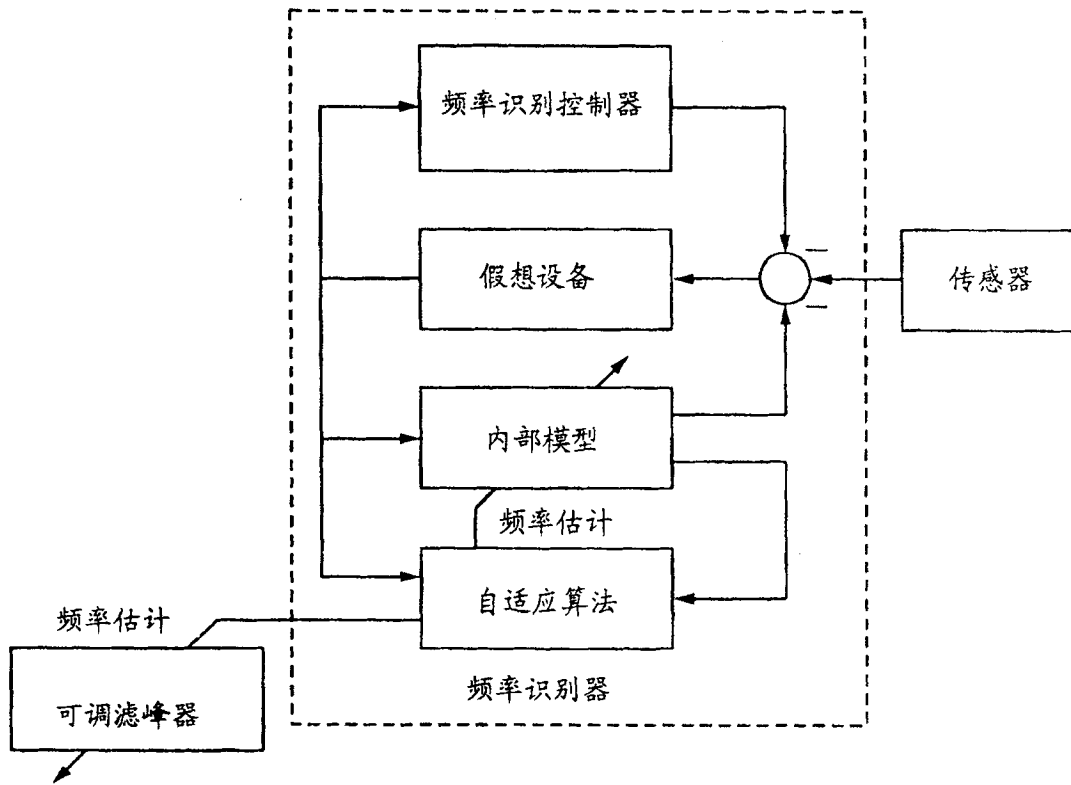 频率识别控制器
假想设备
传感器
内部模型
频率估计
自适应算法
频率估计
可调滤峰器
频率识别器